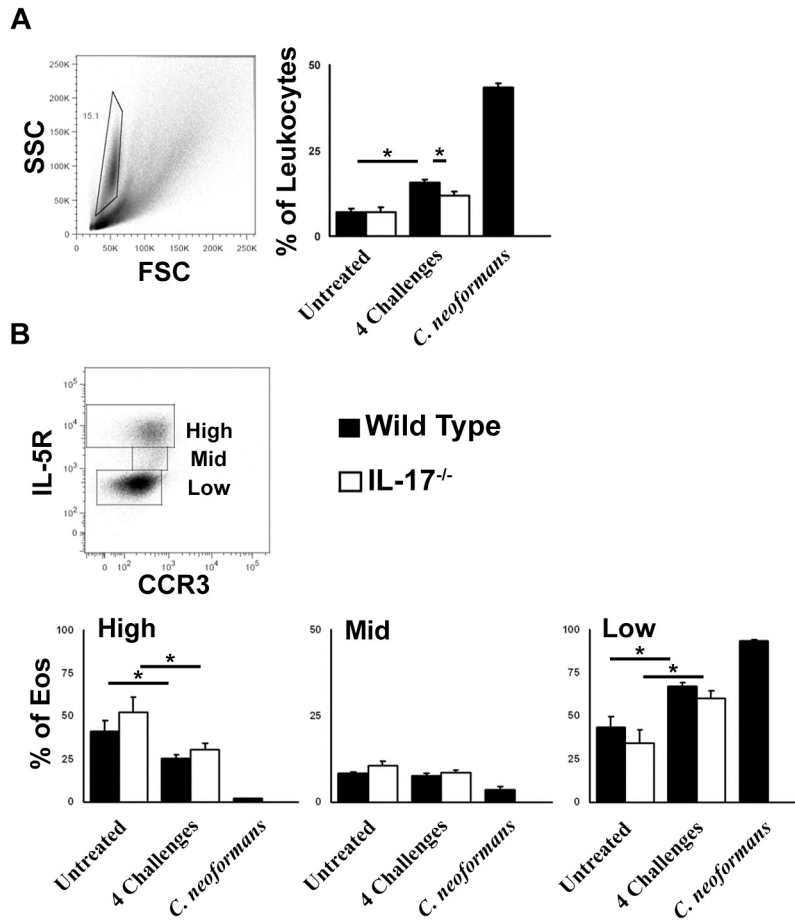 A
SSC
250K
200K
150K
100K
50K
0
15.1
0 50K 100K 150K 200K 250K
FSC
% of Leukocytes
50
25
0
*
*
Untreated
4 Challenges
C. neoformans
B
IL-5R
10^5
10^4
10^3
10^2
0
High
Mid
Low
0 10^2 10^3 10^4 10^5
CCR3
Wild Type
IL-17-/-
% of Eos
High
100
75
50
25
0
*
*
Untreated
4 Challenges
C. neoformans
Mid
50
25
0
Untreated
4 Challenges
C. neoformans
Low
100
75
50
25
0
*
*
Untreated
4 Challenges
C. neoformans